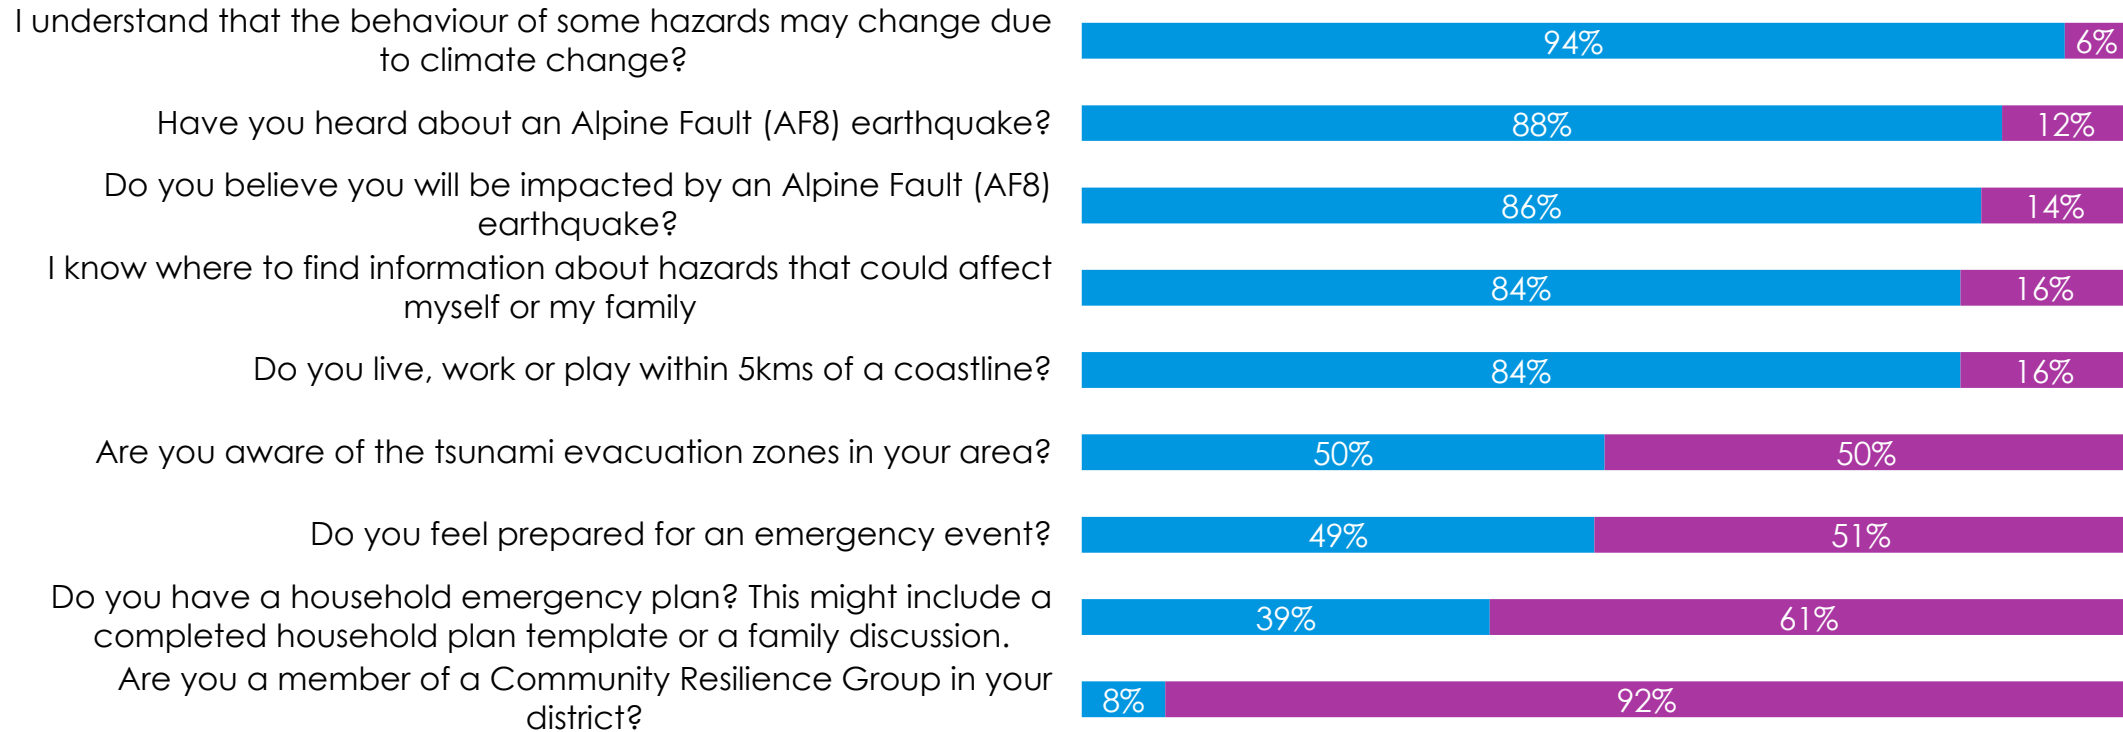 I understand that the behaviour of some hazards may change due
to climate change?
94% 6%
Have you heard about an Alpine Fault (AF8) earthquake?
88% 12%
Do you believe you will be impacted by an Alpine Fault (AF8)
earthquake?
86% 14%
I know where to find information about hazards that could affect
myself or my family
84% 16%
Do you live, work or play within 5kms of a coastline?
84% 16%
Are you aware of the tsunami evacuation zones in your area?
50% 50%
Do you feel prepared for an emergency event?
49% 51%
Do you have a household emergency plan? This might include a
completed household plan template or a family discussion.
39% 61%
Are you a member of a Community Resilience Group in your
district?
8% 92%